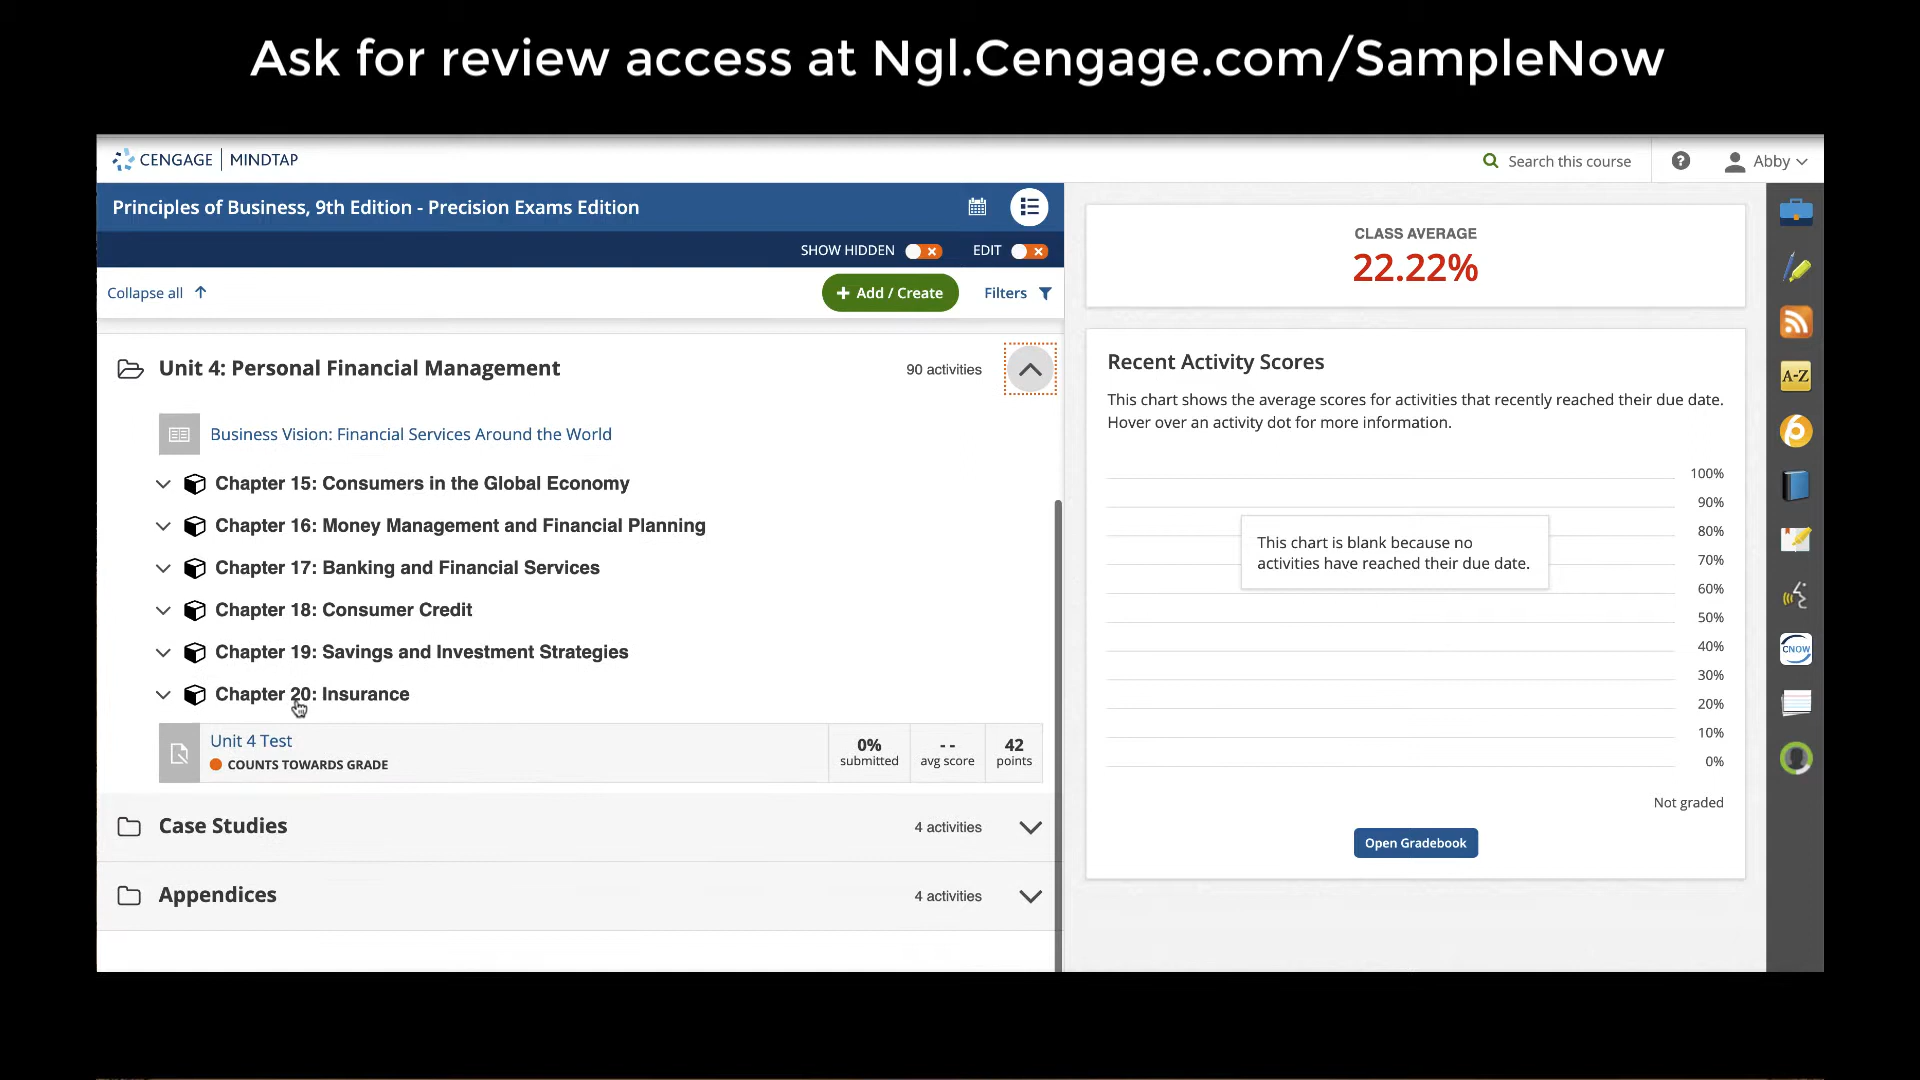 Ask for review access at Ngl.Cengage.com/SampleNow
CENGAGE | MINDTAP
Search this course
Abby
Principles of Business, 9th Edition - Precision Exams Edition
SHOW HIDDEN
EDIT
Collapse all
+ Add / Create
Filters
Unit 4: Personal Financial Management
90 activities
Business Vision: Financial Services Around the World
Chapter 15: Consumers in the Global Economy
Chapter 16: Money Management and Financial Planning
Chapter 17: Banking and Financial Services
Chapter 18: Consumer Credit
Chapter 19: Savings and Investment Strategies
Chapter 20: Insurance
Unit 4 Test
COUNTS TOWARDS GRADE
0%
submitted
- -
avg score
42
points
Case Studies
4 activities
Appendices
4 activities
CLASS AVERAGE
22.22%
Recent Activity Scores
This chart shows the average scores for activities that recently reached their due date.
Hover over an activity dot for more information.
100%
90%
80%
70%
60%
50%
40%
30%
20%
10%
0%
This chart is blank because no
activities have reached their due date.
Not graded
Open Gradebook
A-Z
CNOW